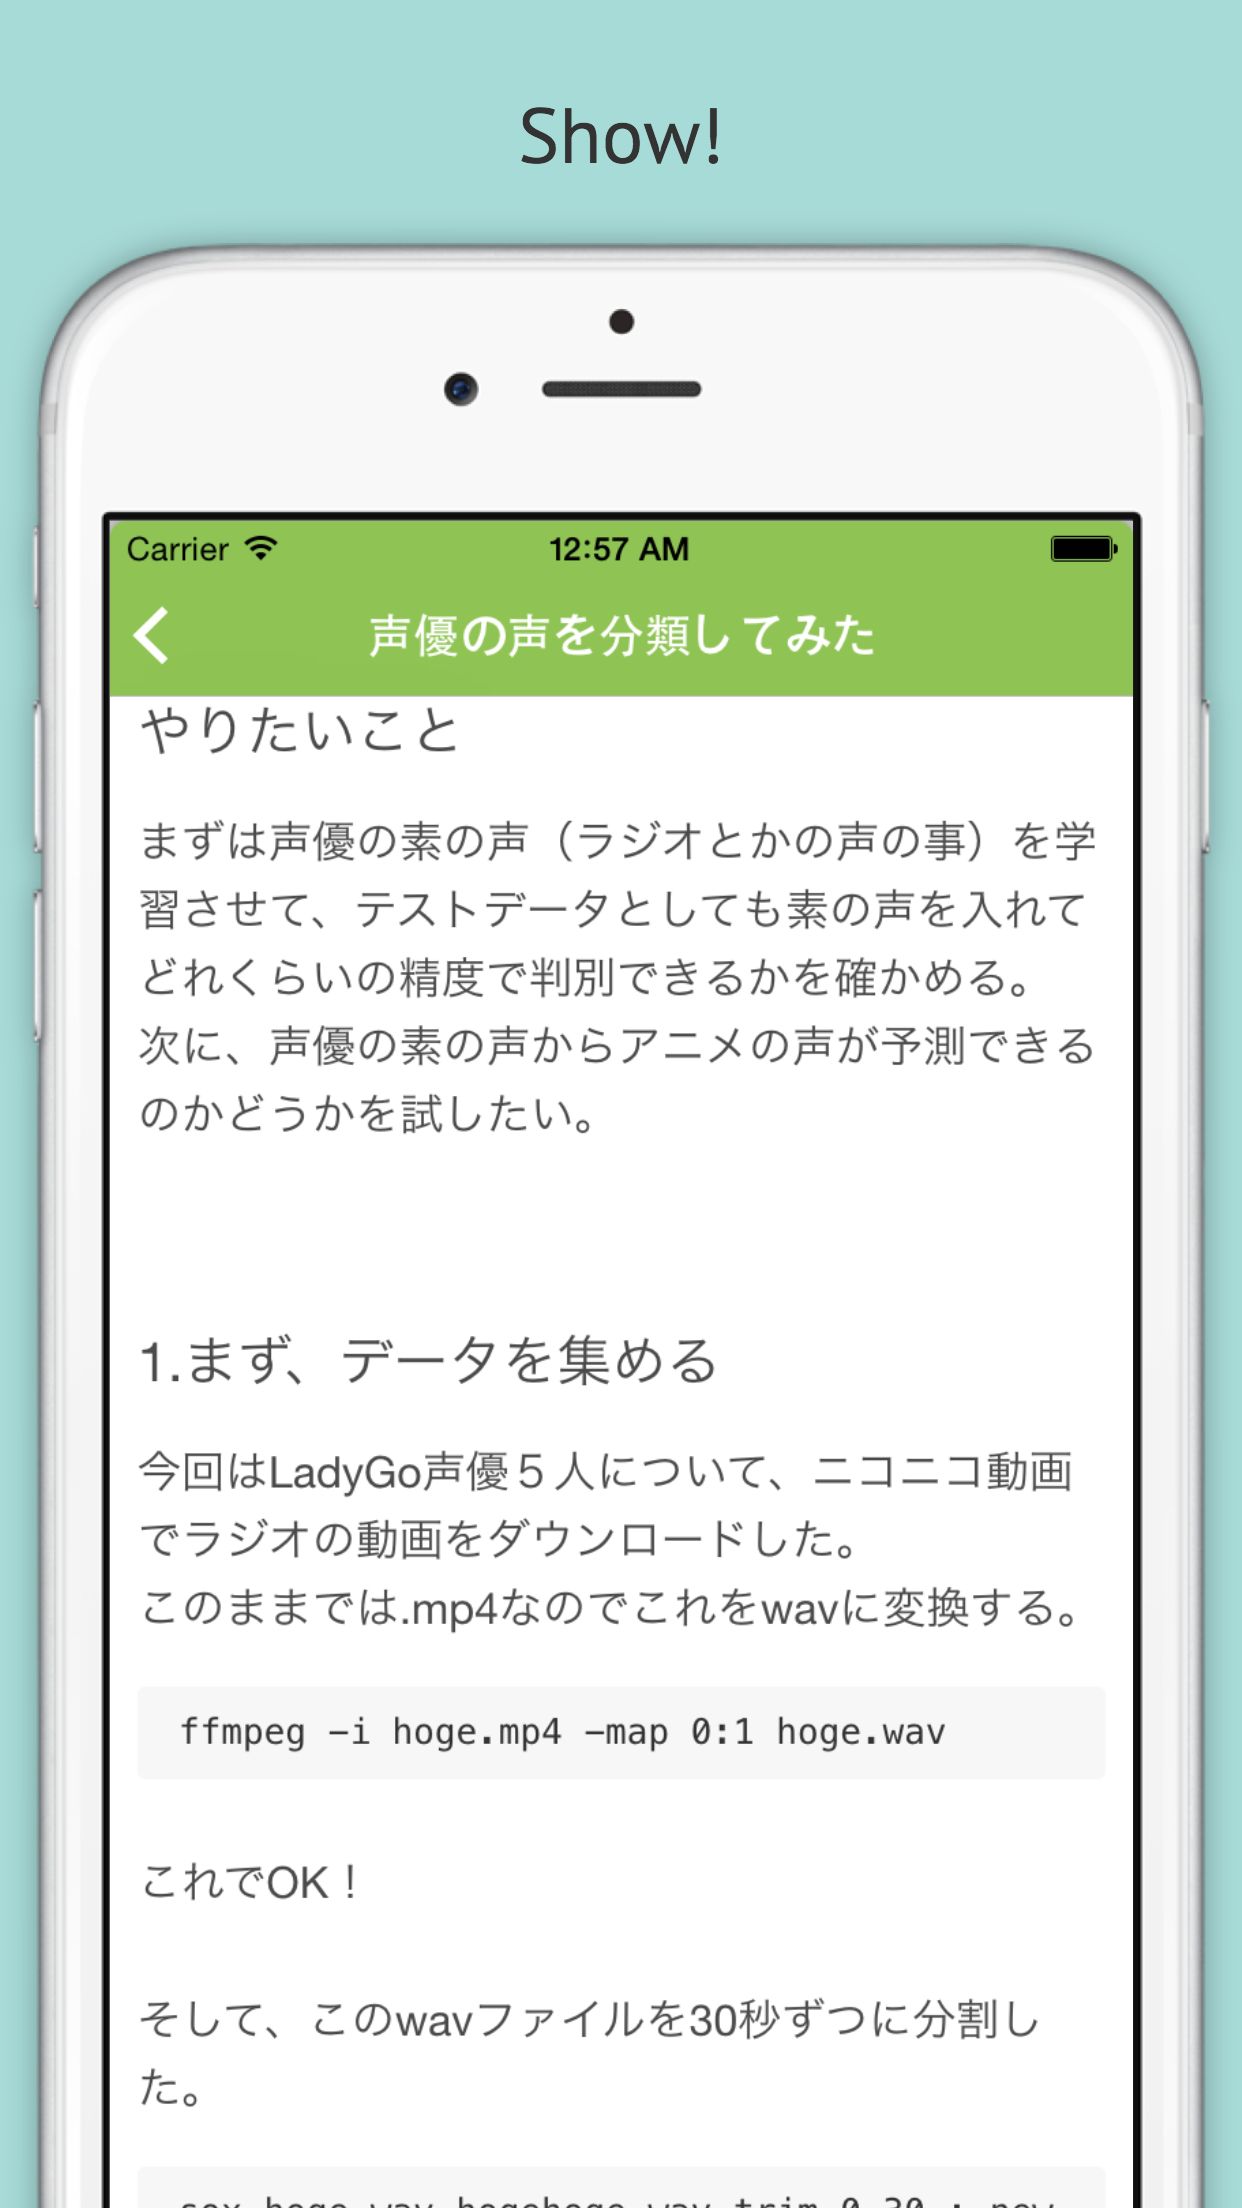 Show!
Carrier
12:57 AM
声優の声を分類してみた
やりたいこと
まずは声優の素の声（ラジオとかの声の事）を学
習させて、テストデータとしても素の声を入れて
どれくらいの精度で判別できるかを確かめる。
次に、声優の素の声からアニメの声が予測できる
のかどうかを試したい。
1.まず、データを集める
今回はLadyGo声優５人について、ニコニコ動画
でラジオの動画をダウンロードした。
このままでは.mp4なのでこれをwavに変換する。
ffmpeg -i hoge.mp4 -map 0:1 hoge.wav
これでOK！
そして、このwavファイルを30秒ずつに分割し
た。
sox hoge.wav hogehoge.wav trim 0 30 : new